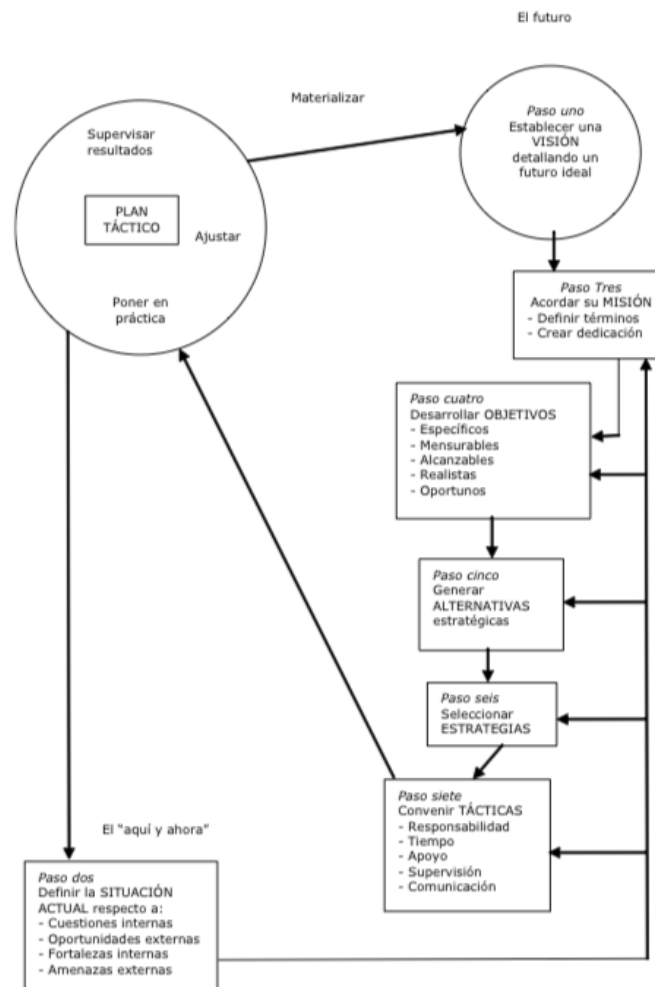 El futuro
Materializar
Paso uno
Establecer una
VISIÓN
detallando un
futuro ideal
Supervisar
resultados
PLAN
TÁCTICO
Ajustar
Poner en
práctica
Paso Tres
Acordar su MISIÓN
- Definir términos
- Crear dedicación
Paso cuatro
Desarrollar OBJETIVOS
- Específicos
- Mensurables
- Alcanzables
- Realistas
- Oportunos
Paso cinco
Generar
ALTERNATIVAS
estratégicas
Paso seis
Seleccionar
ESTRATEGIAS
Paso siete
Convenir TÁCTICAS
- Responsabilidad
- Tiempo
- Apoyo
- Supervisión
- Comunicación
El "aquí y ahora"
Paso dos
Definir la SITUACIÓN
ACTUAL respecto a:
- Cuestiones internas
- Oportunidades externas
- Fortalezas internas
- Amenazas externas